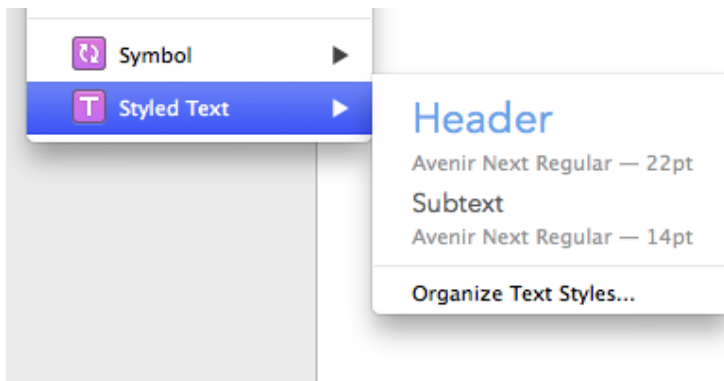 Symbol
Styled Text
Header
Avenir Next Regular — 22pt
Subtext
Avenir Next Regular — 14pt
Organize Text Styles...